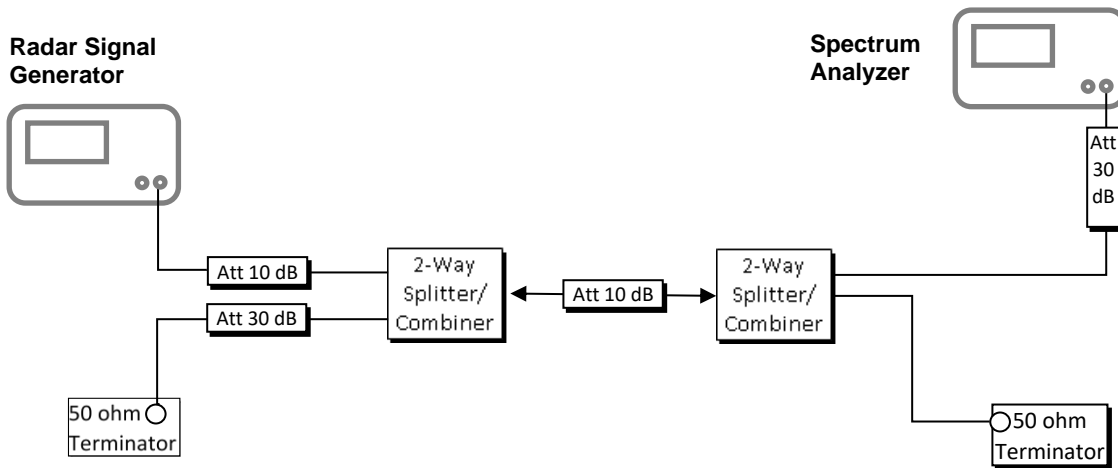 Radar Signal
Generator
Spectrum
Analyzer
Att
30
dB
Att 10 dB
2-Way
Splitter/
Combiner
Att 10 dB
2-Way
Splitter/
Combiner
Att 30 dB
50 ohm
Terminator
50 ohm
Terminator